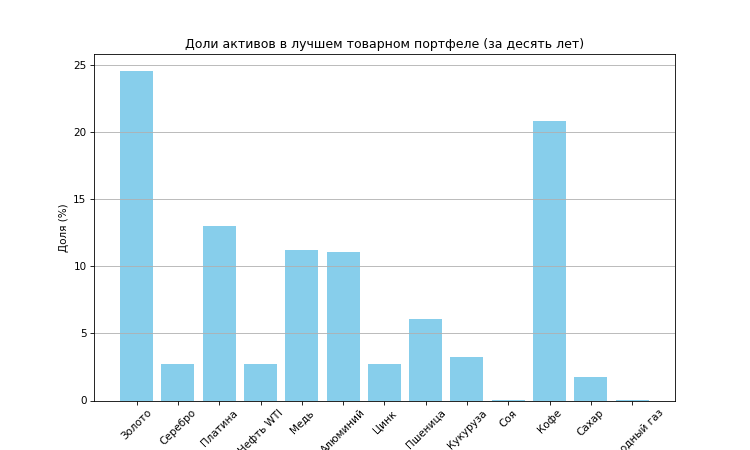 Доли активов в лучшем товарном портфеле (за десять лет)
Доля (%)
25
20
15
10
5
0
Золото
Серебро
Платина
Нефть WTI
Медь
Алюминий
Цинк
Пшеница
Кукуруза
Соя
Кофе
Сахар
одный газ